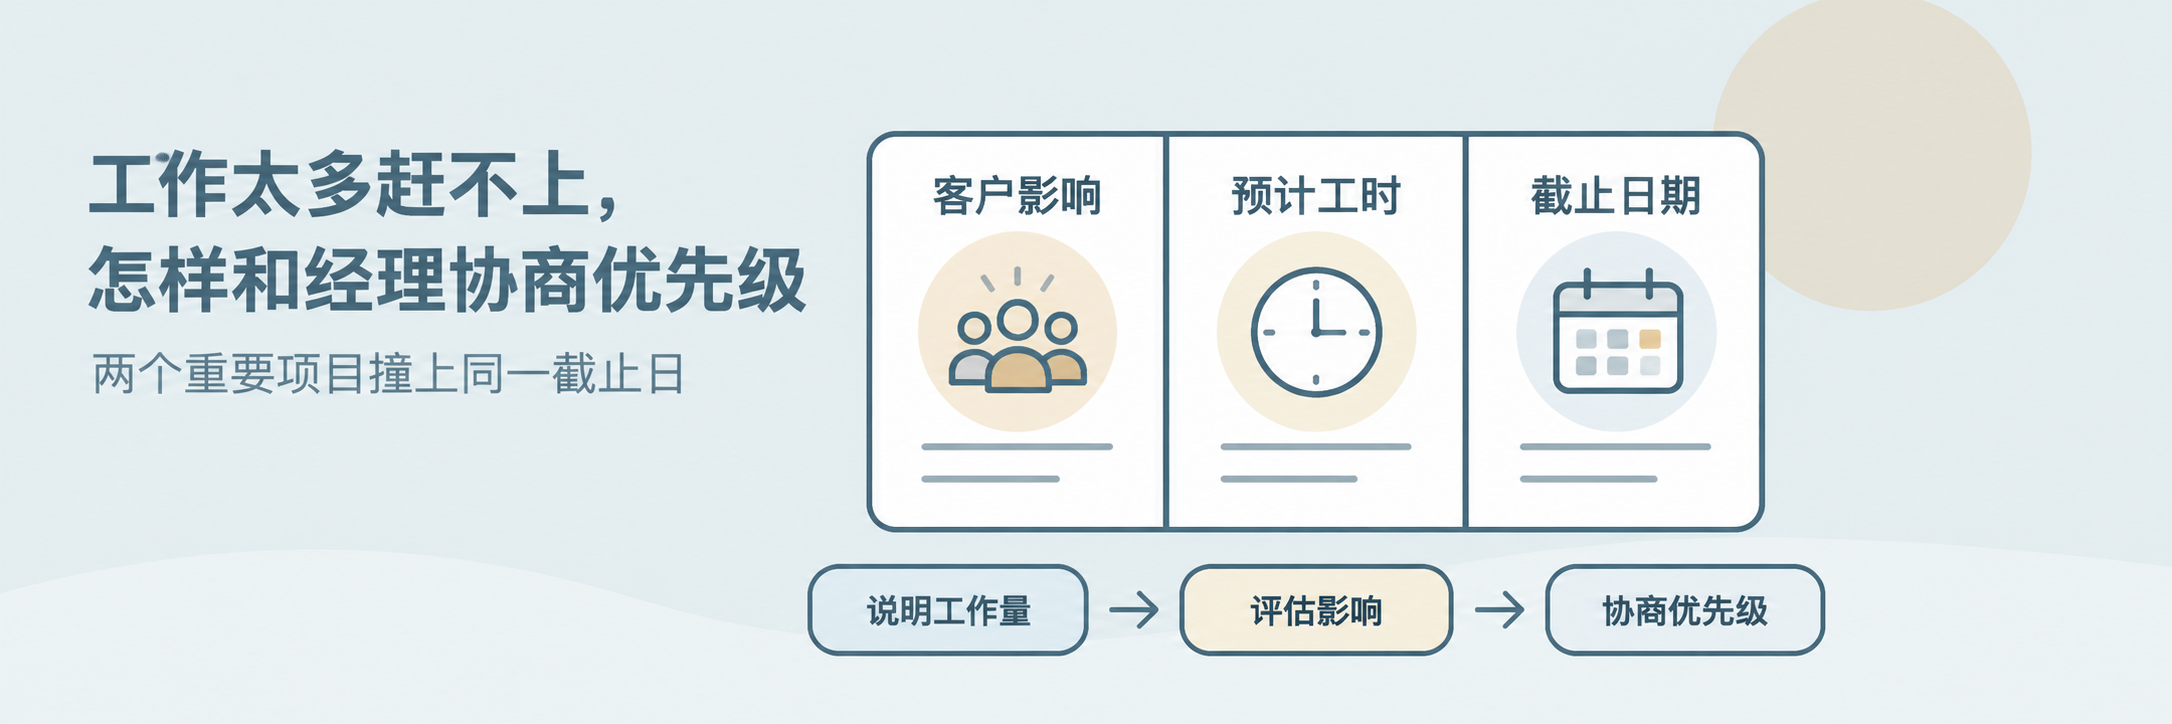 工作太多赶不上，
怎样和经理协商优先级
两个重要项目撞上同一截止日
客户影响
预计工时
截止日期
说明工作量
评估影响
协商优先级